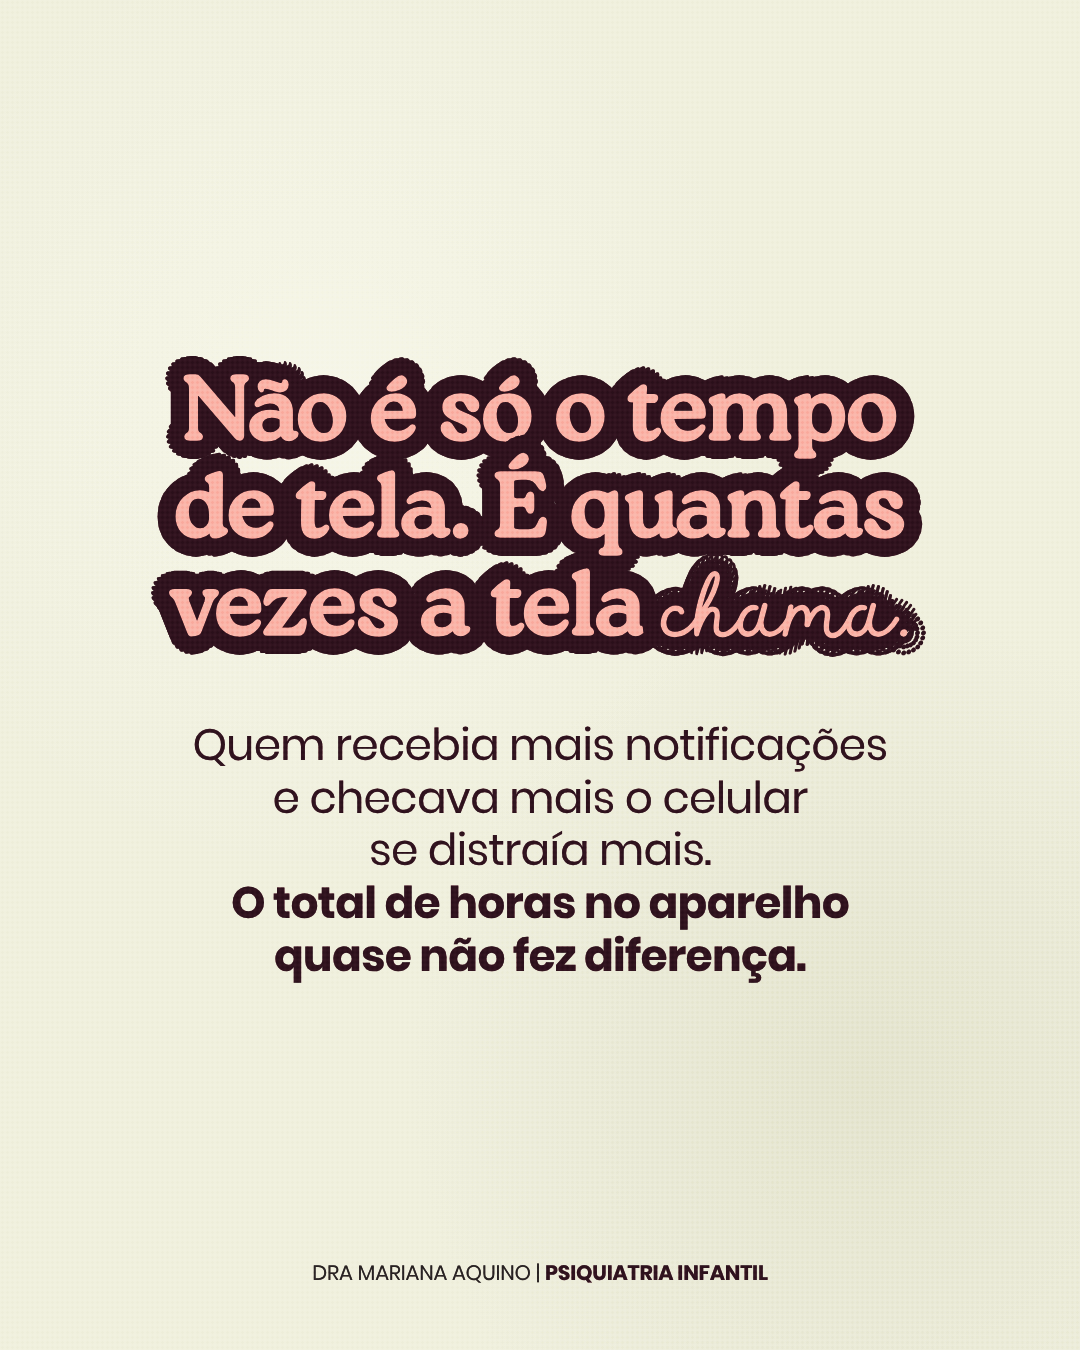 Não é só o tempo
de tela. É quantas
vezes a tela chama.
Quem recebia mais notificações
e checava mais o celular
se distraía mais.
O total de horas no aparelho
quase não fez diferença.
DRA MARIANA AQUINO | PSIQUIATRIA INFANTIL